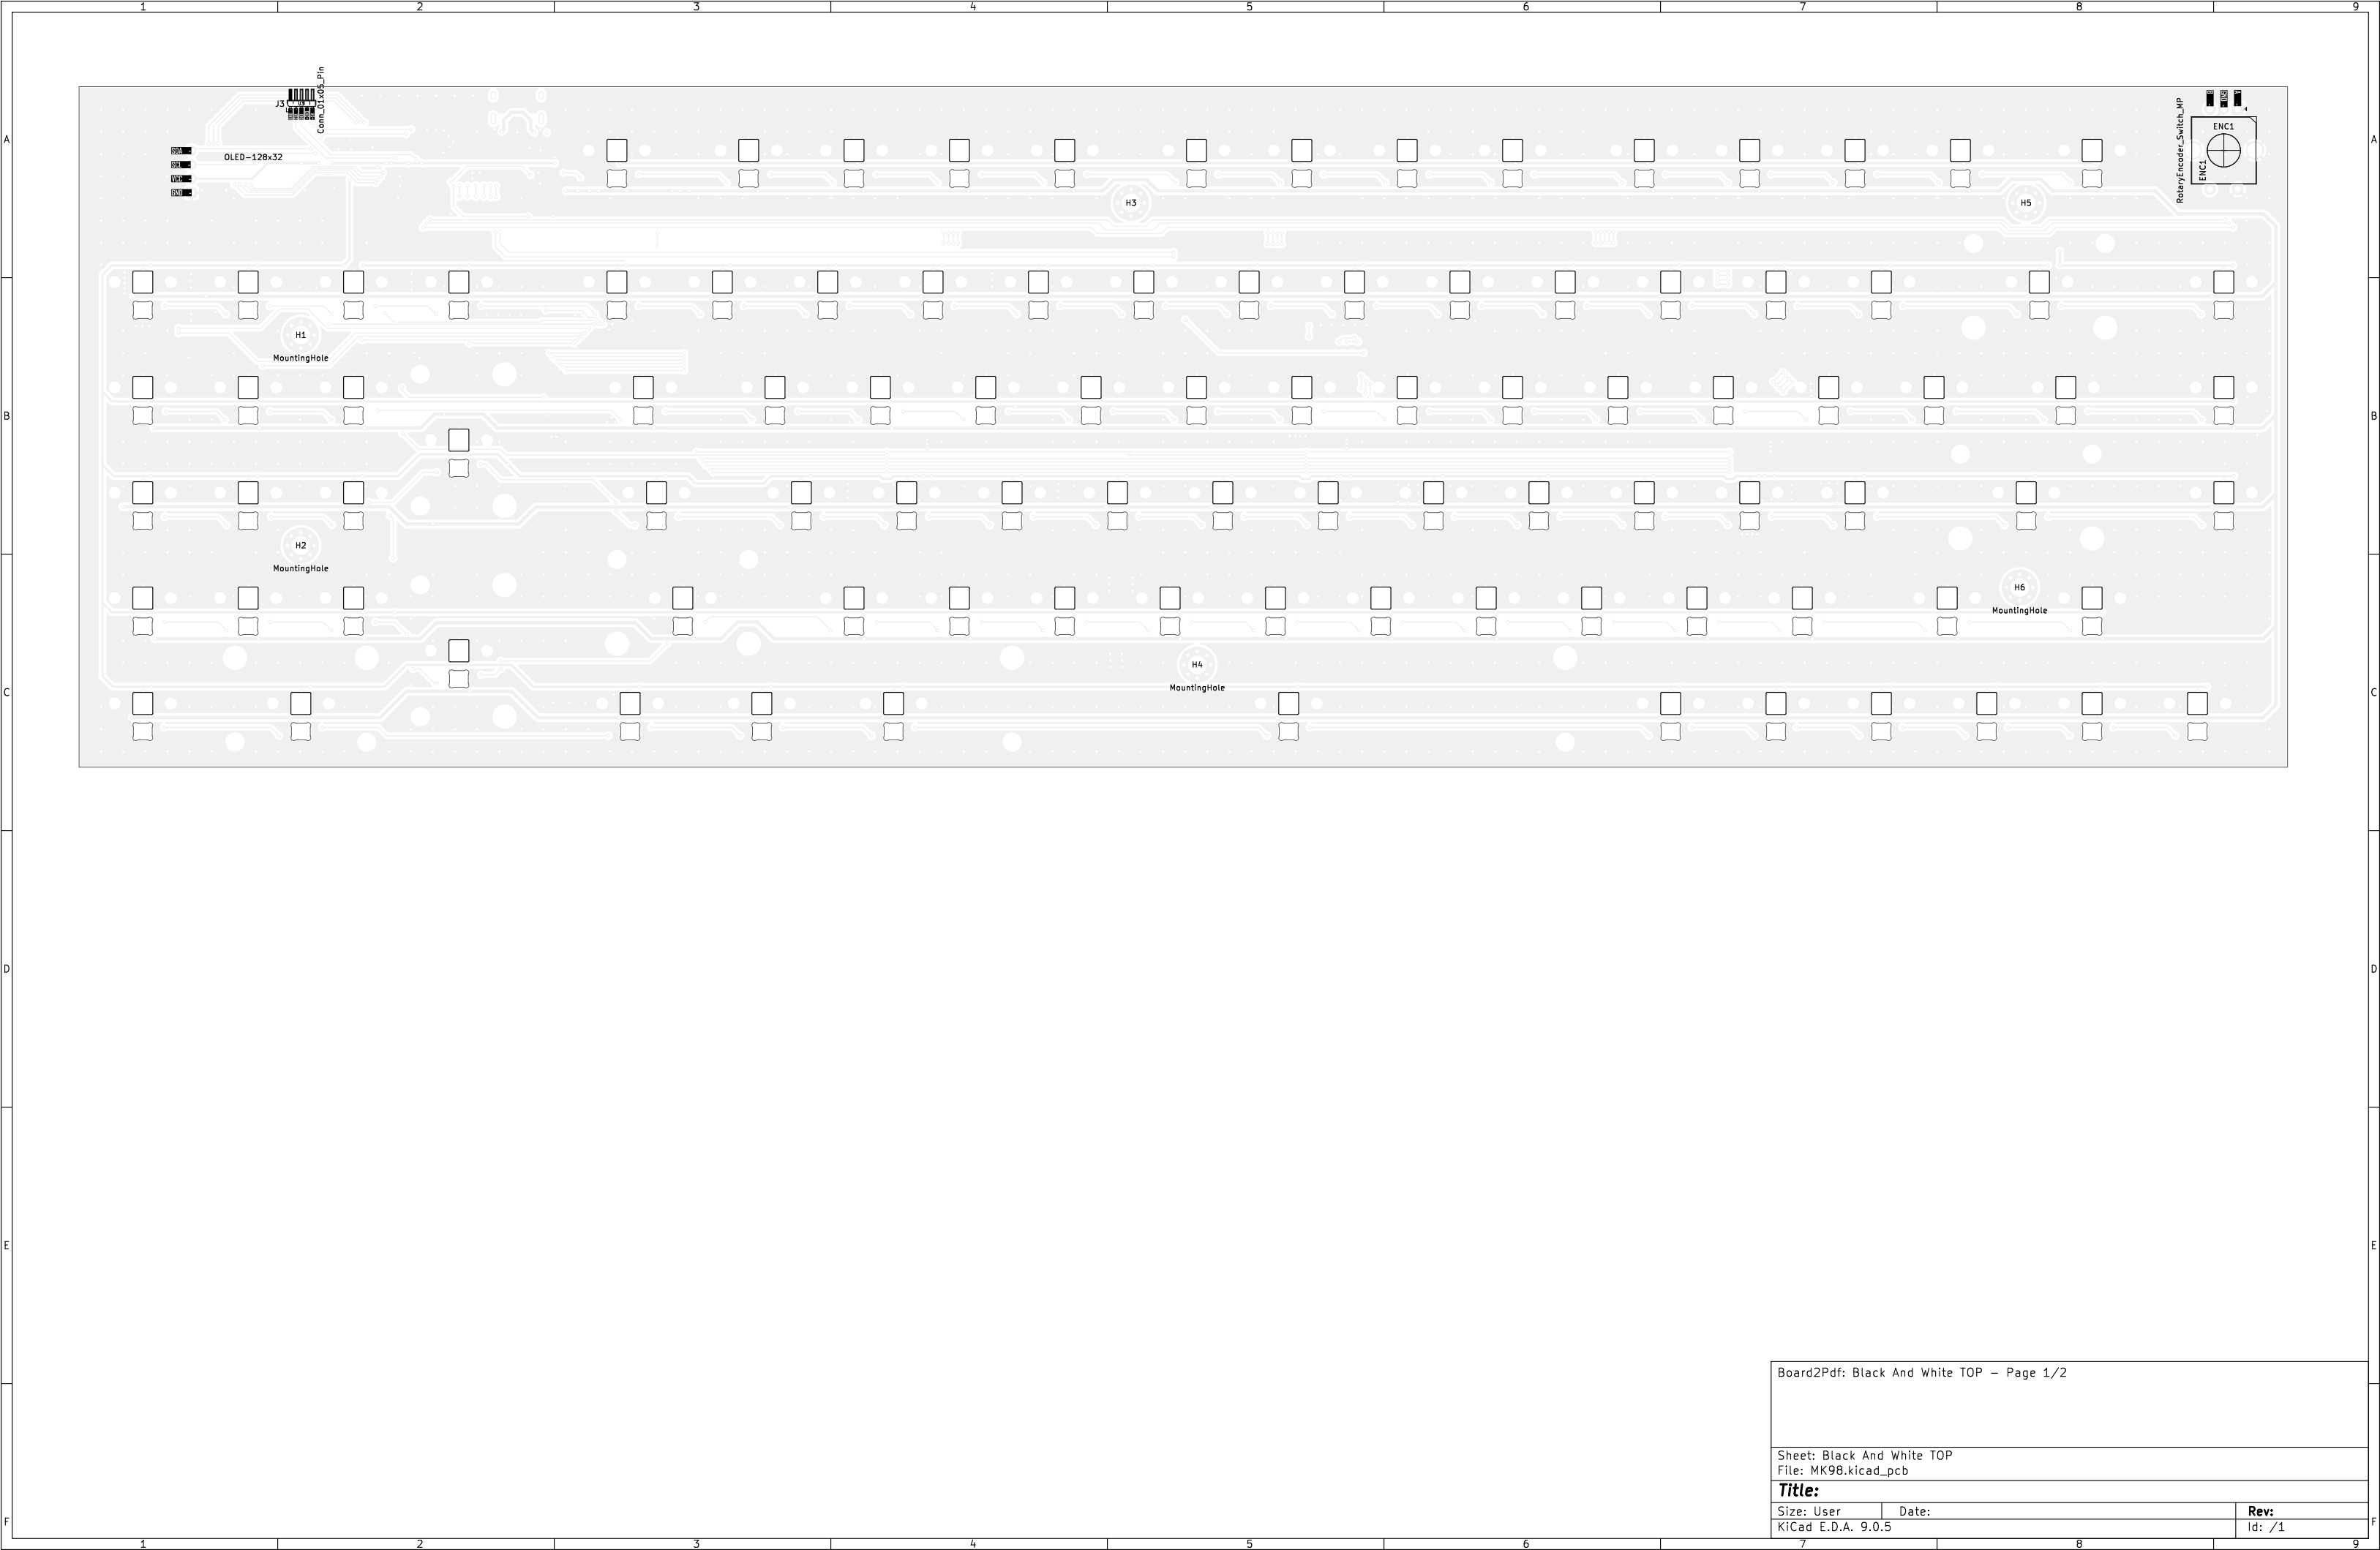 1 2 3 4 5 6 7 8 9
Conn_01x05_Pin
J3
RotaryEncoder_Switch_MP
ENC1
ENC1
A A
SDA
SCL
VCC
GND
OLED-128x32
H3
H5
H1
MountingHole
B B
H2
MountingHole
H6
MountingHole
H4
MountingHole
C C
D D
E E
Board2Pdf: Black And White TOP - Page 1/2
Sheet: Black And White TOP
File: MK98.kicad_pcb
Title:
Size: User Date: Rev:
KiCad E.D.A. 9.0.5 Id: /1
F F
1 2 3 4 5 6 7 8 9